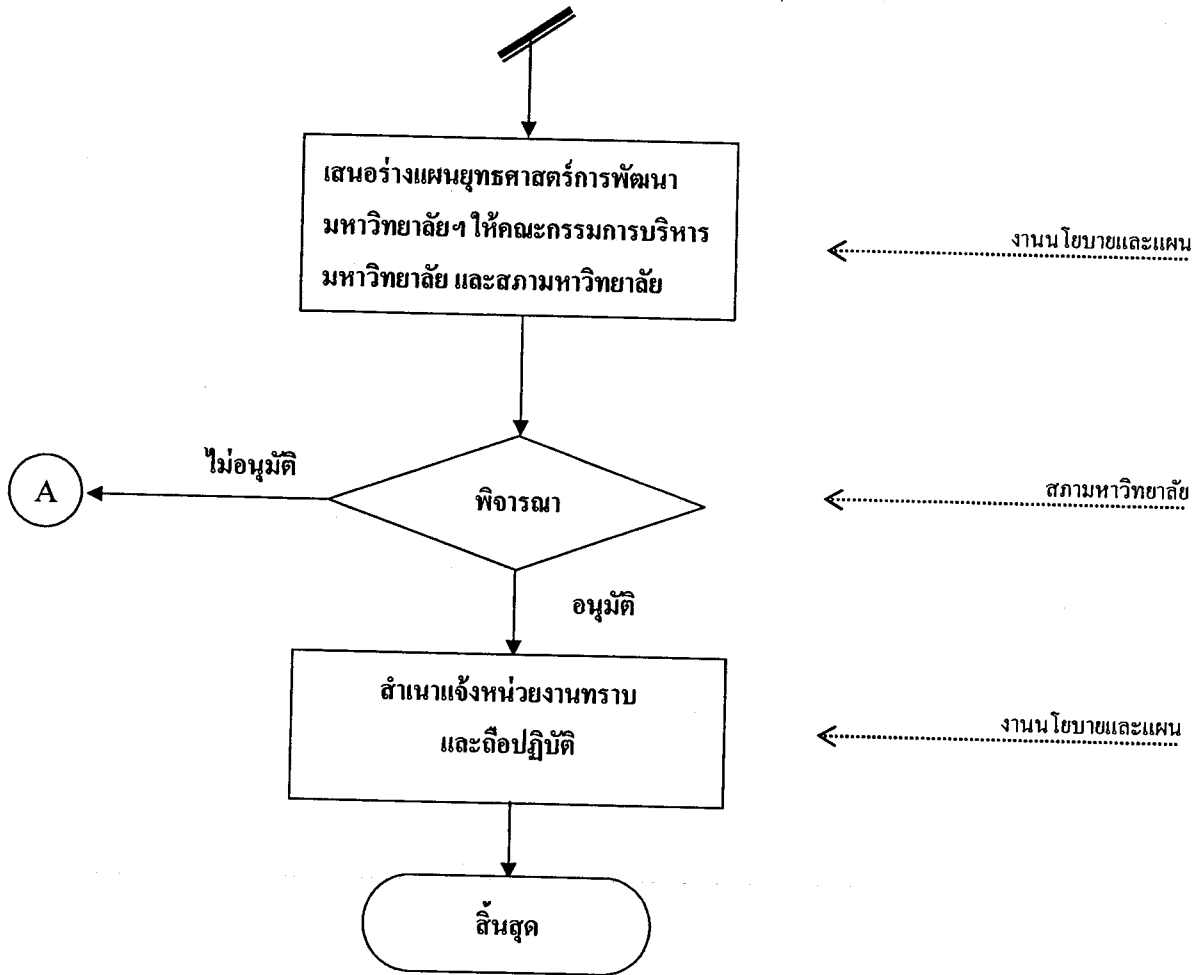 เสนอร่างแผนยุทธศาสตร์การพัฒนา
มหาวิทยาลัยฯ ให้คณะกรรมการบริหาร
มหาวิทยาลัย และสภามหาวิทยาลัย
งานนโยบายและแผน
ไม่อนุมัติ
A
พิจารณา
สภามหาวิทยาลัย
อนุมัติ
สำเนาแจ้งหน่วยงานทราบ
และถือปฏิบัติ
งานนโยบายและแผน
สิ้นสุด